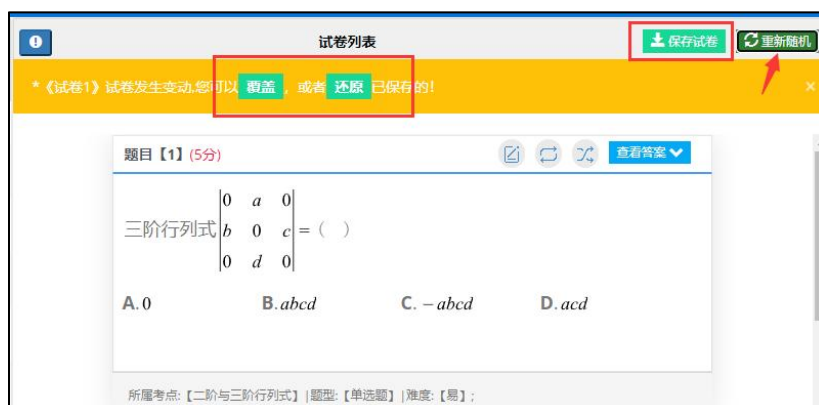 试卷列表 保存试卷 重新随机
*《试卷1》试卷发生变动,您可以 覆盖 ，或者 还原 已保存的! ×
题目【1】(5分) 查看答案
三阶行列式 |0 a 0| = ( )
|b 0 c|
|0 d 0|
A. 0 B. abcd C. －abcd D. acd
所属考点:【二阶与三阶行列式】|题型:【单选题】|难度:【易】;